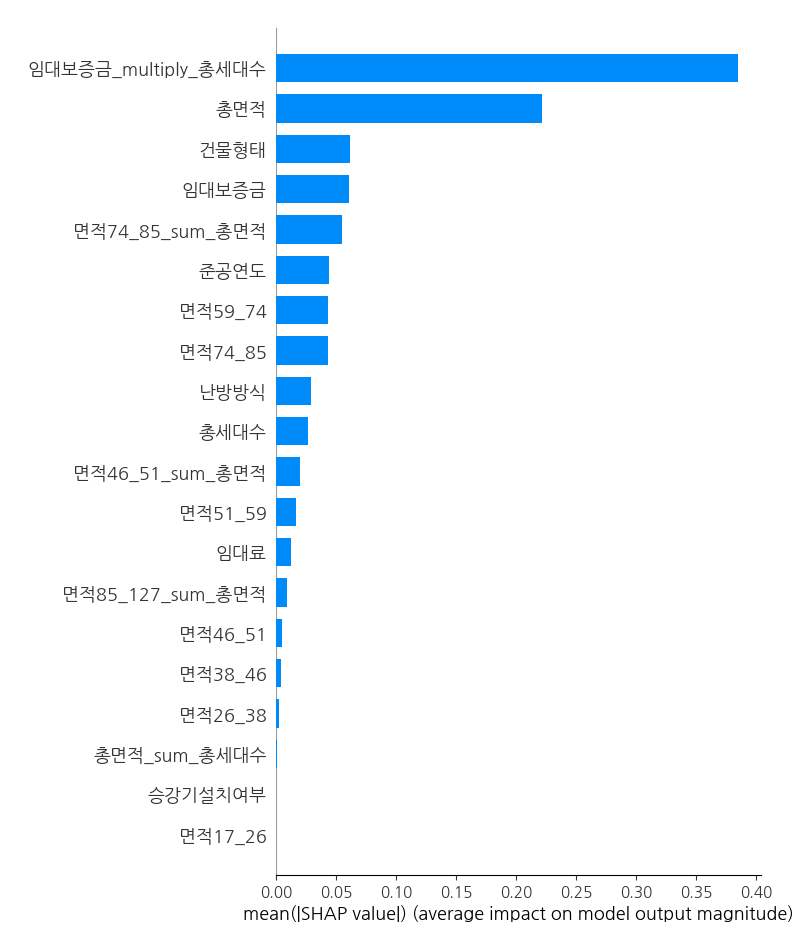 임대보증금_multiply_총세대수
총면적
건물형태
임대보증금
면적74_85_sum_총면적
준공연도
면적59_74
면적74_85
난방방식
총세대수
면적46_51_sum_총면적
면적51_59
임대료
면적85_127_sum_총면적
면적46_51
면적38_46
면적26_38
총면적_sum_총세대수
승강기설치여부
면적17_26
0.00 0.05 0.10 0.15 0.20 0.25 0.30 0.35 0.40
mean(|SHAP value|) (average impact on model output magnitude)